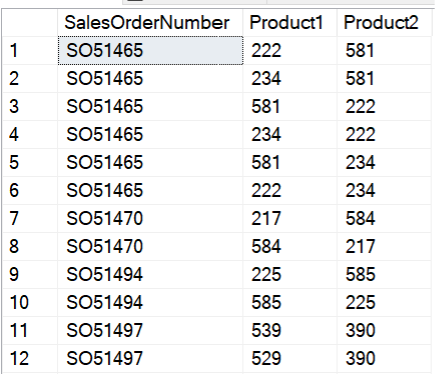 SalesOrderNumber Product1 Product2
1 SO51465 222 581
2 SO51465 234 581
3 SO51465 581 222
4 SO51465 234 222
5 SO51465 581 234
6 SO51465 222 234
7 SO51470 217 584
8 SO51470 584 217
9 SO51494 225 585
10 SO51494 585 225
11 SO51497 539 390
12 SO51497 529 390